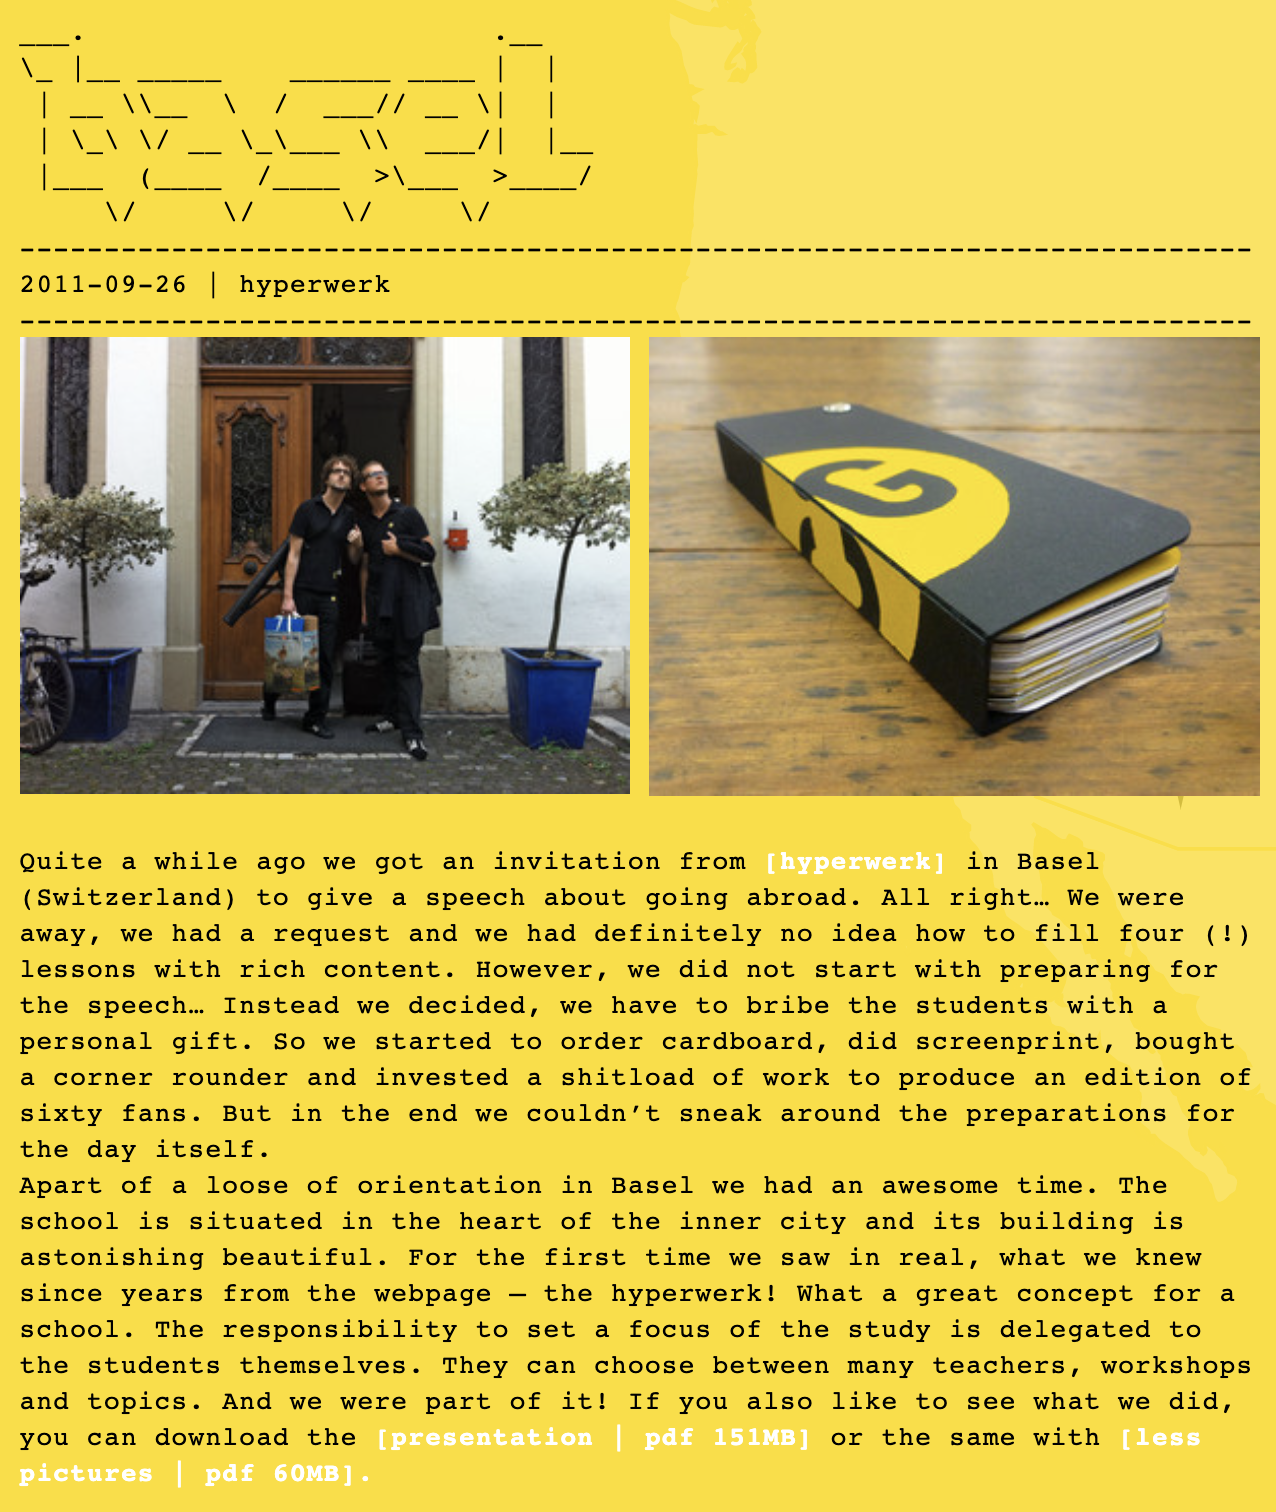 ___.                         .__
\_ |__ _____    ______ ____ |  |
 | __ \\__  \  /  ___// __ \|  |
 | \_\ \/ __ \_\___ \\  ___/|  |__
 |___  (____  /____  >\___  >____/
     \/     \/     \/     \/
-------------------------------------------------------------------------
2011-09-26 | hyperwerk
-------------------------------------------------------------------------
G
Quite a while ago we got an invitation from [hyperwerk] in Basel
(Switzerland) to give a speech about going abroad. All right… We were
away, we had a request and we had definitely no idea how to fill four (!)
lessons with rich content. However, we did not start with preparing for
the speech… Instead we decided, we have to bribe the students with a
personal gift. So we started to order cardboard, did screenprint, bought
a corner rounder and invested a shitload of work to produce an edition of
sixty fans. But in the end we couldn’t sneak around the preparations for
the day itself.
Apart of a loose of orientation in Basel we had an awesome time. The
school is situated in the heart of the inner city and its building is
astonishing beautiful. For the first time we saw in real, what we knew
since years from the webpage – the hyperwerk! What a great concept for a
school. The responsibility to set a focus of the study is delegated to
the students themselves. They can choose between many teachers, workshops
and topics. And we were part of it! If you also like to see what we did,
you can download the [presentation | pdf 151MB] or the same with [less
pictures | pdf 60MB].